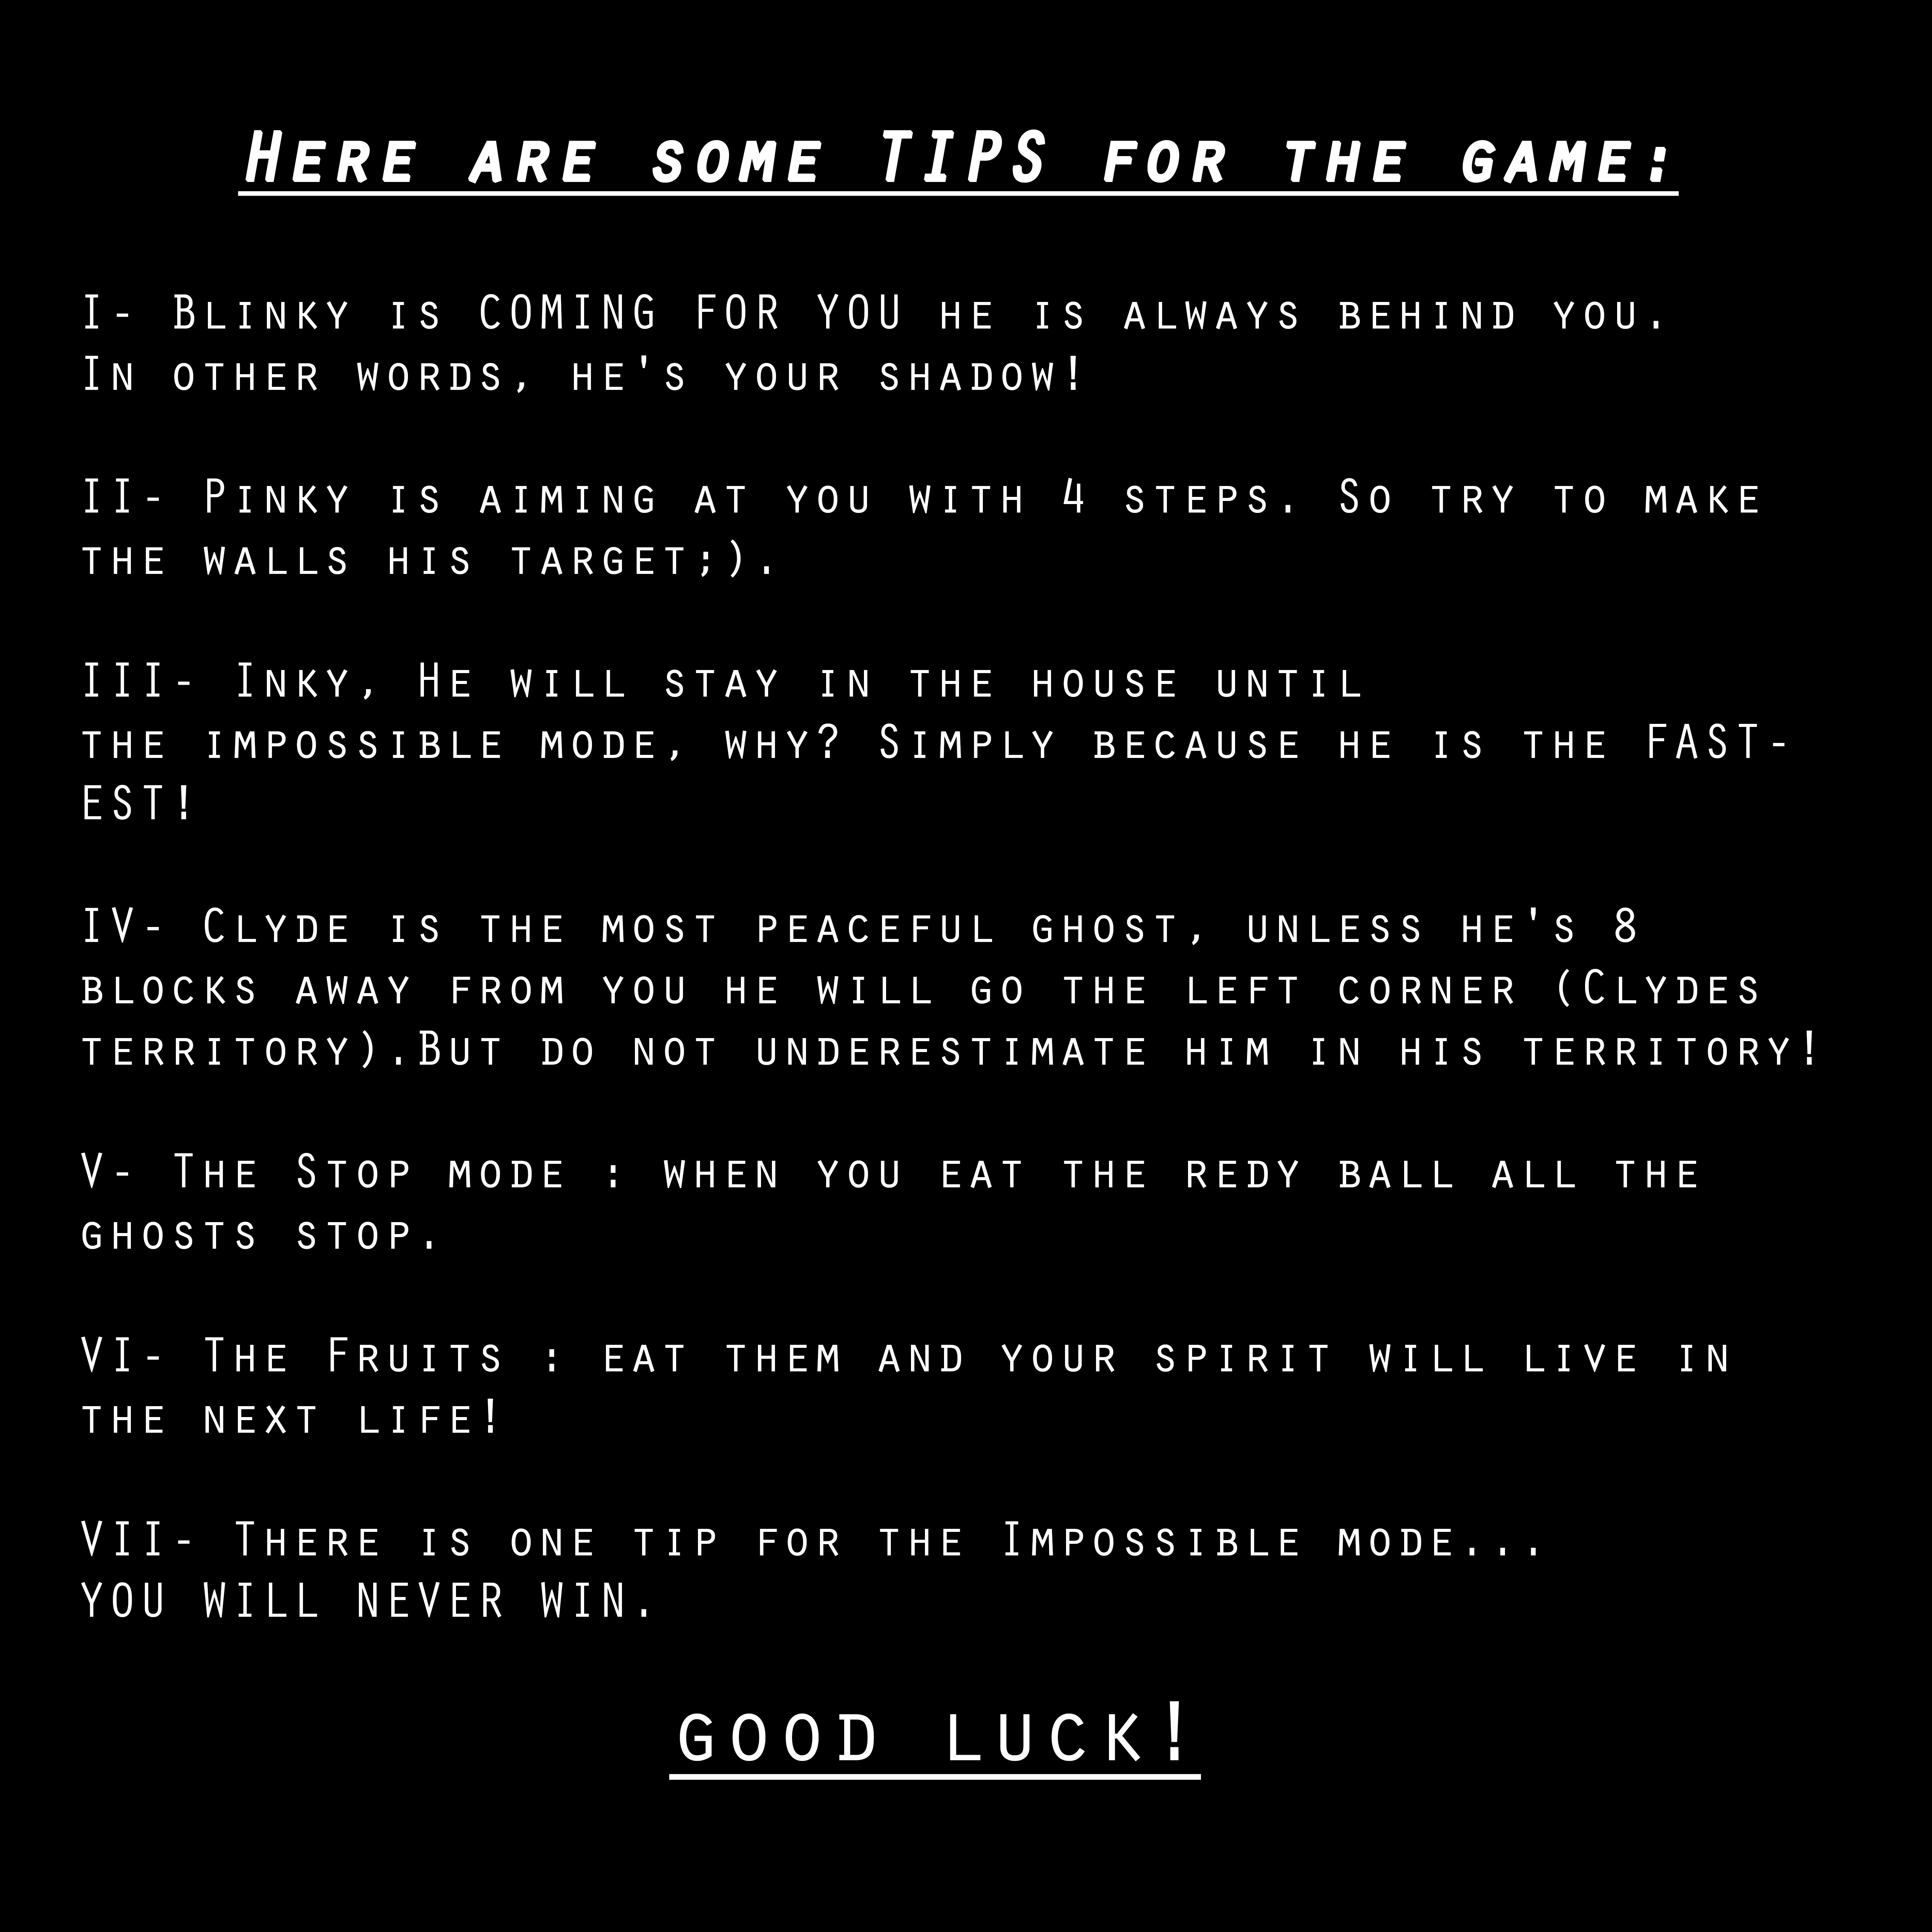 Here are some TIPS for the game:
I- Blinky is COMING FOR YOU he is always behind you.
In other words, he's your shadow!
II- Pinky is aiming at you with 4 steps. So try to make
the walls his target;).
III- Inky, He will stay in the house until
the impossible mode, why? Simply because he is the FAST-
EST!
IV- Clyde is the most peaceful ghost, unless he's 8
blocks away from you he will go the left corner (Clydes
territory).But do not underestimate him in his territory!
V- The Stop mode : when you eat the redy ball all the
ghosts stop.
VI- The Fruits : eat them and your spirit will live in
the next life!
VII- There is one tip for the Impossible mode...
YOU WILL NEVER WIN.
good luck!